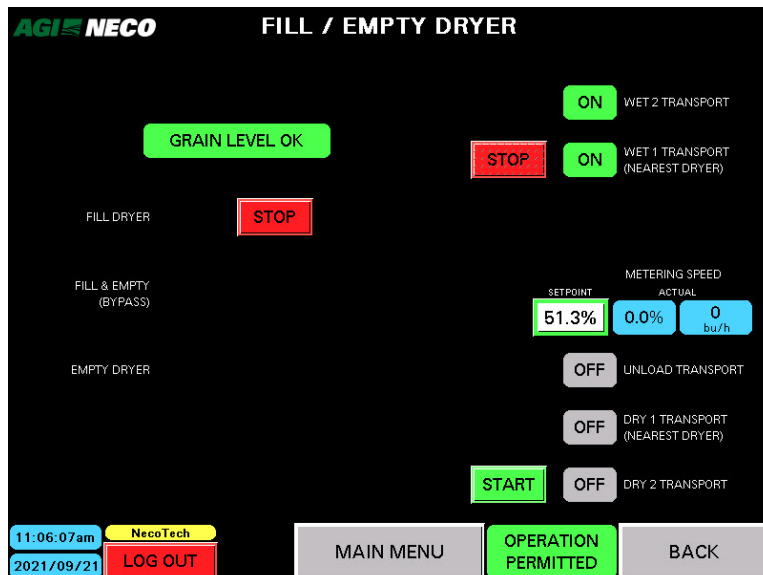 AGI NECO
FILL / EMPTY DRYER
ON
WET 2 TRANSPORT
GRAIN LEVEL OK
STOP
ON
WET 1 TRANSPORT
(NEAREST DRYER)
FILL DRYER
STOP
FILL & EMPTY
(BYPASS)
METERING SPEED
SETPOINT
ACTUAL
51.3%
0.0%
0
bu/h
EMPTY DRYER
OFF
UNLOAD TRANSPORT
OFF
DRY 1 TRANSPORT
(NEAREST DRYER)
START
OFF
DRY 2 TRANSPORT
11:06:07am
NecoTech
2021/09/21
LOG OUT
MAIN MENU
OPERATION
PERMITTED
BACK